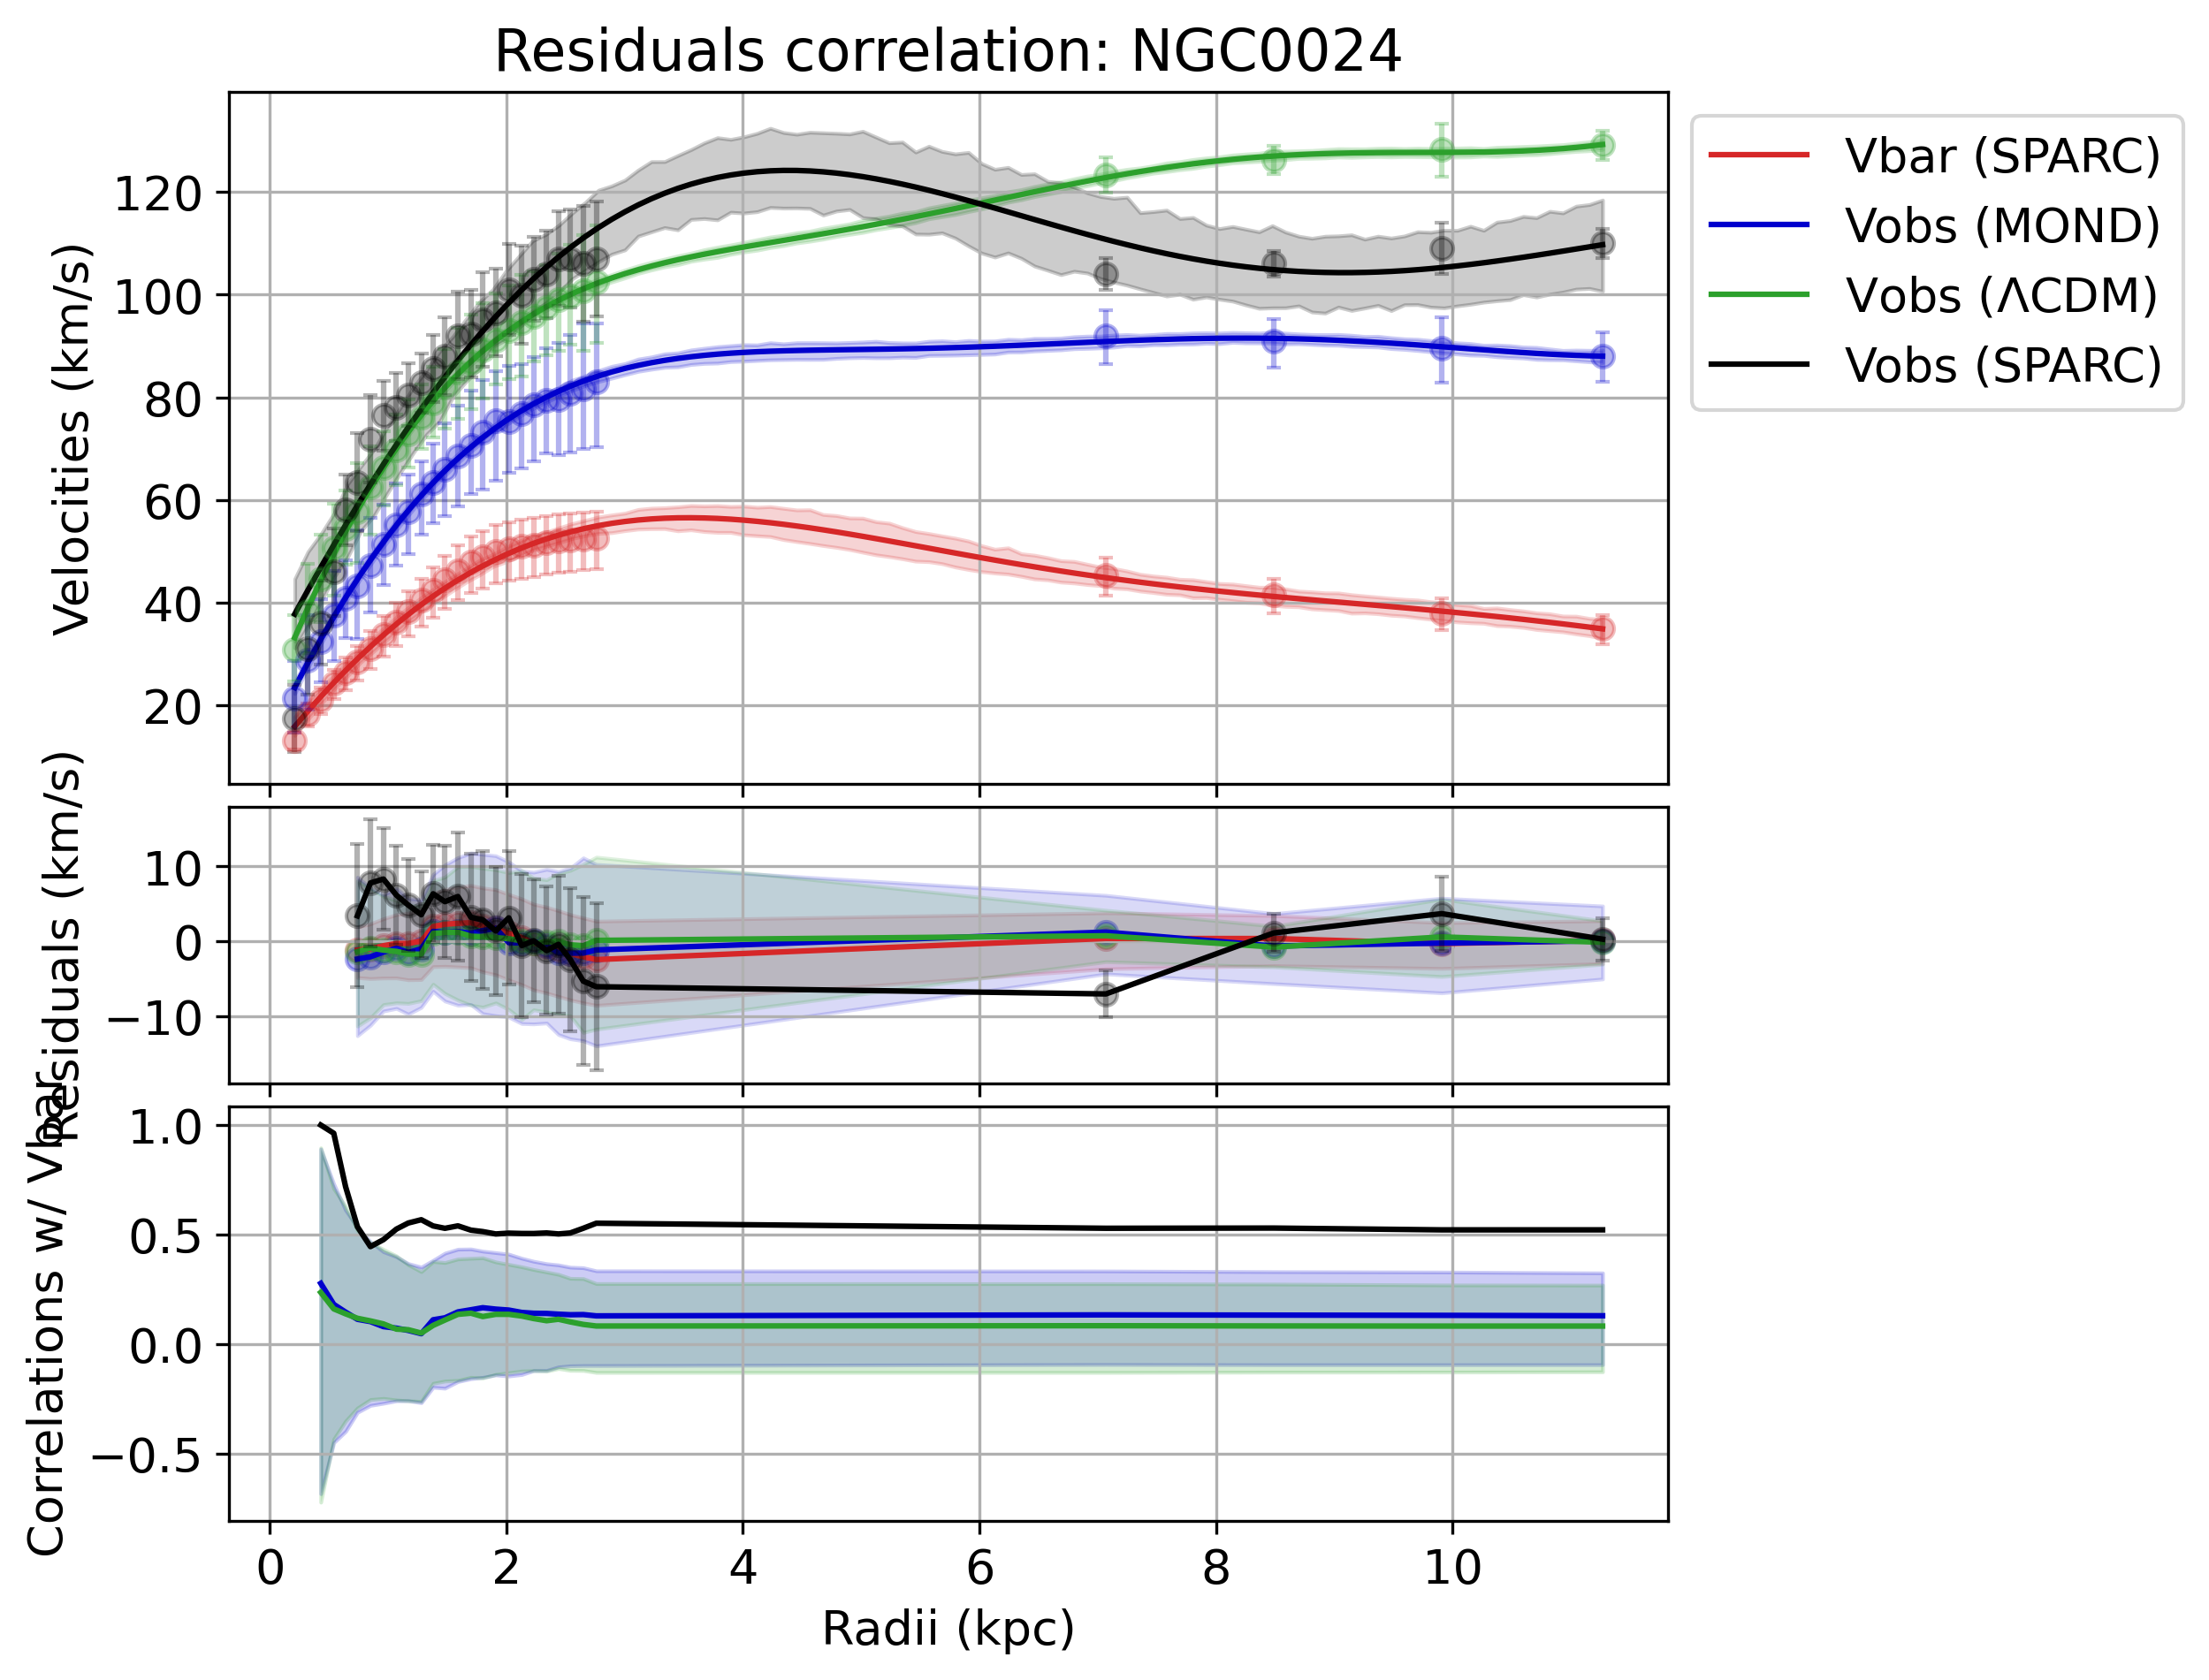 Residuals correlation: NGC0024
Velocities (km/s)
120
100
80
60
40
20
Vbar (SPARC)
Vobs (MOND)
Vobs (ΛCDM)
Vobs (SPARC)
Residuals (km/s)
10
0
−10
Correlations w/ Vbar
1.0
0.5
0.0
−0.5
0 2 4 6 8 10
Radii (kpc)